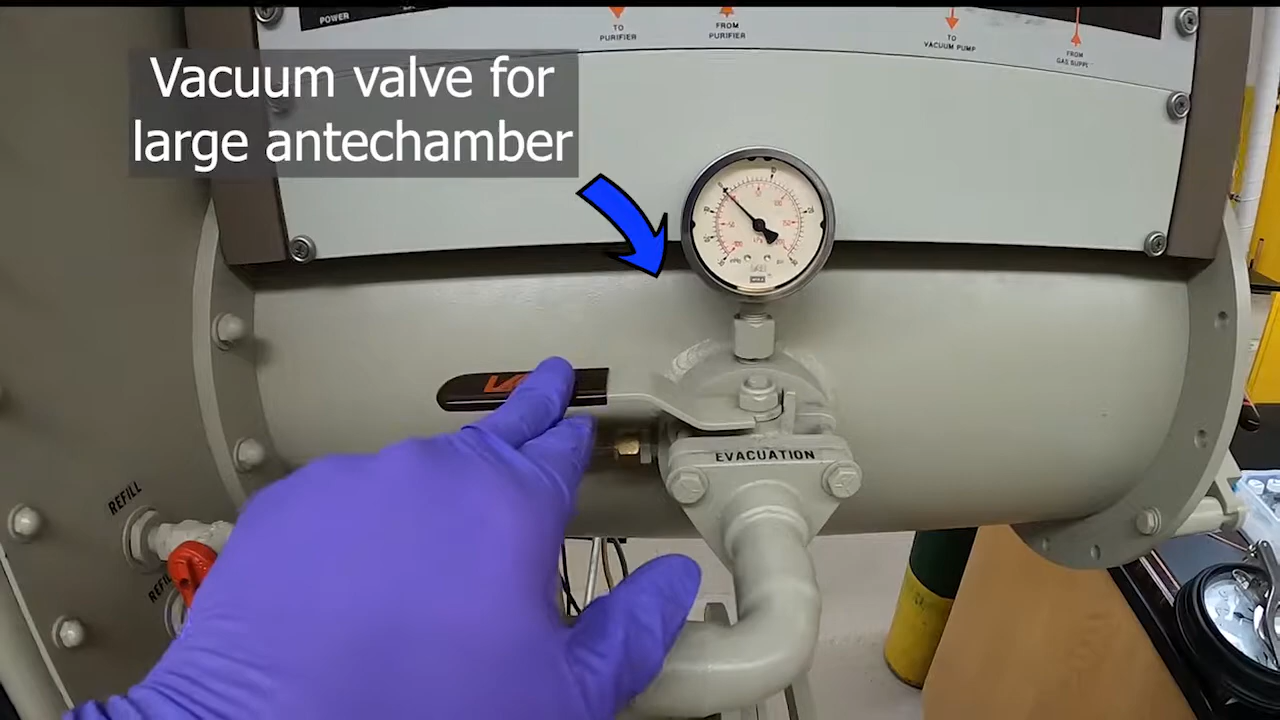 POWER
TO
PURIFIER
FROM
PURIFIER
TO
VACUUM PUMP
FROM
GAS SUPPLY
Vacuum valve for
large antechamber
EVACUATION
REFILL